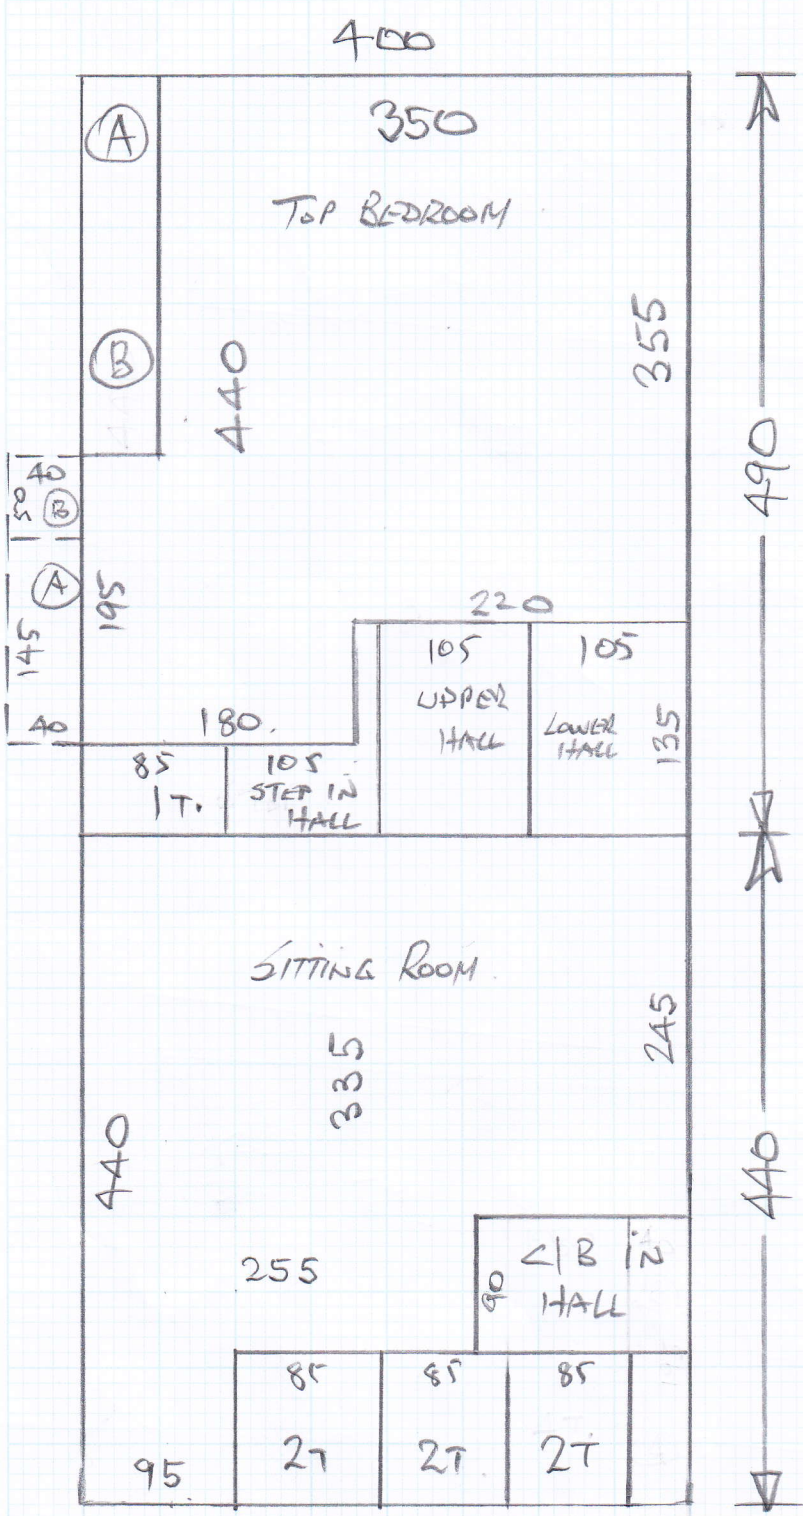 400
A
350
TOP BEDROOM
B
440
355
490
40
50
B
A
195
145
40
220
180.
105
UPPER
HALL
105
LOWER
HALL
135
85
1T.
105
STEP IN
HALL
SITTING ROOM
335
245
440
440
255
90
C/B IN
HALL
85
2T
85
2T
85
2T
95